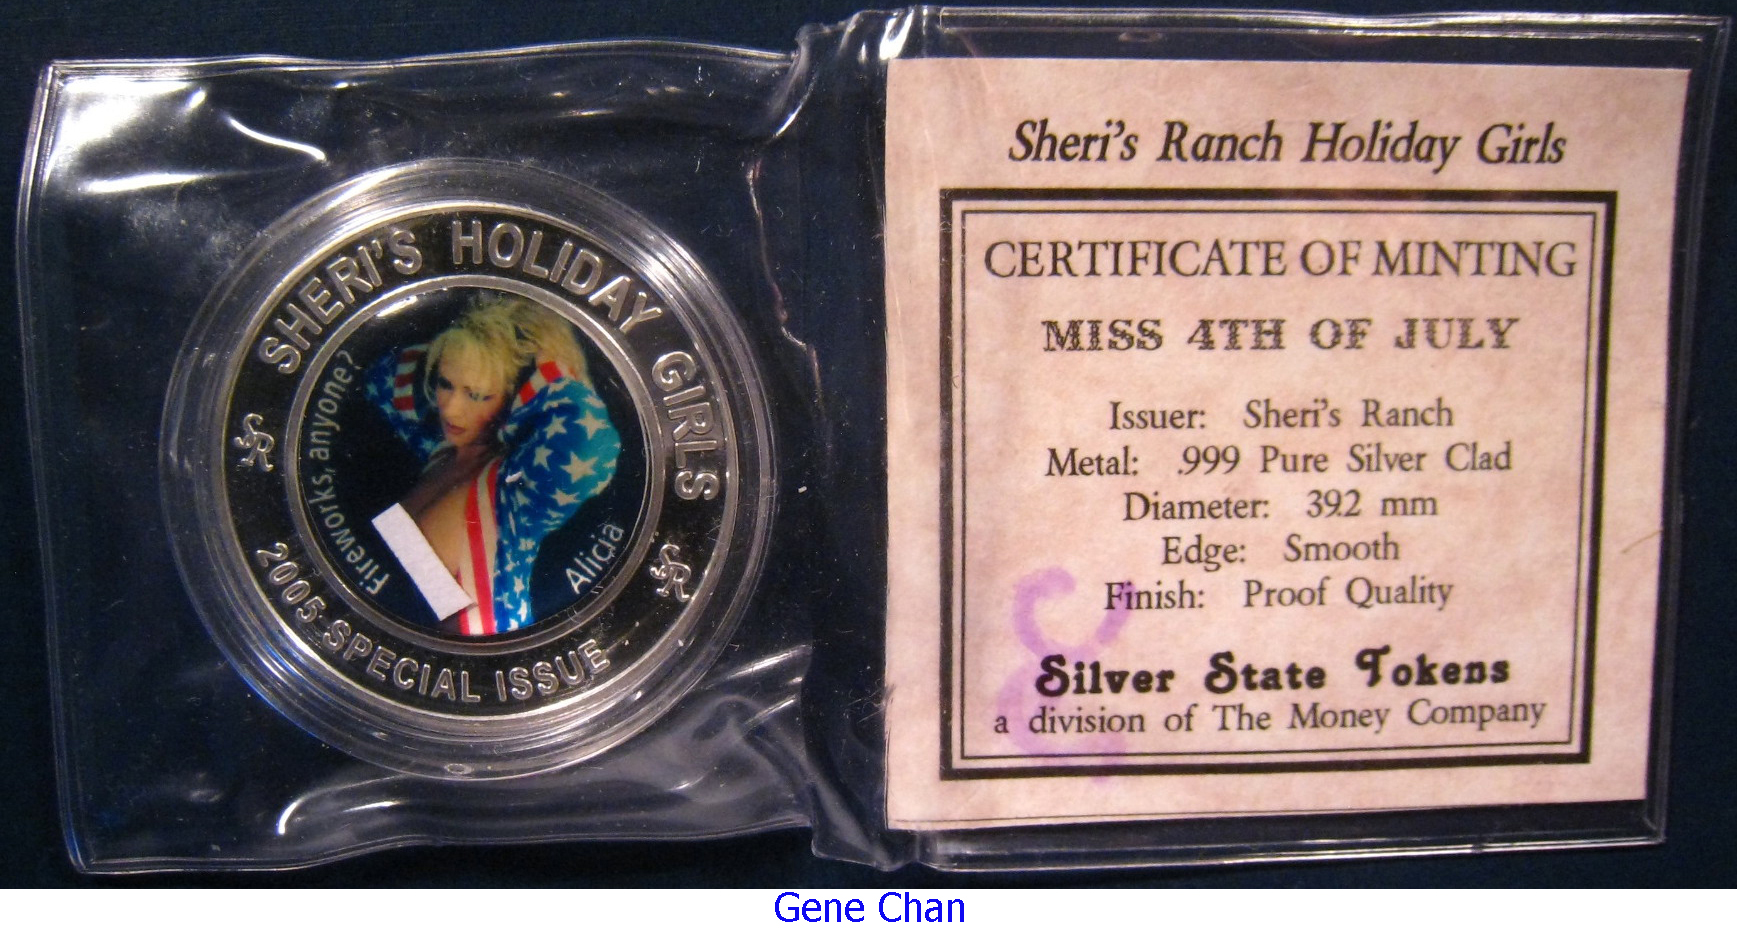 SHERI'S HOLIDAY GIRLS
Fireworks, anyone?
Alicia
2005 SPECIAL ISSUE
Sheri's Ranch Holiday Girls
CERTIFICATE OF MINTING
MISS 4TH OF JULY
Issuer: Sheri's Ranch
Metal: .999 Pure Silver Clad
Diameter: 39.2 mm
Edge: Smooth
Finish: Proof Quality
Silver State Tokens
a division of The Money Company
Gene Chan